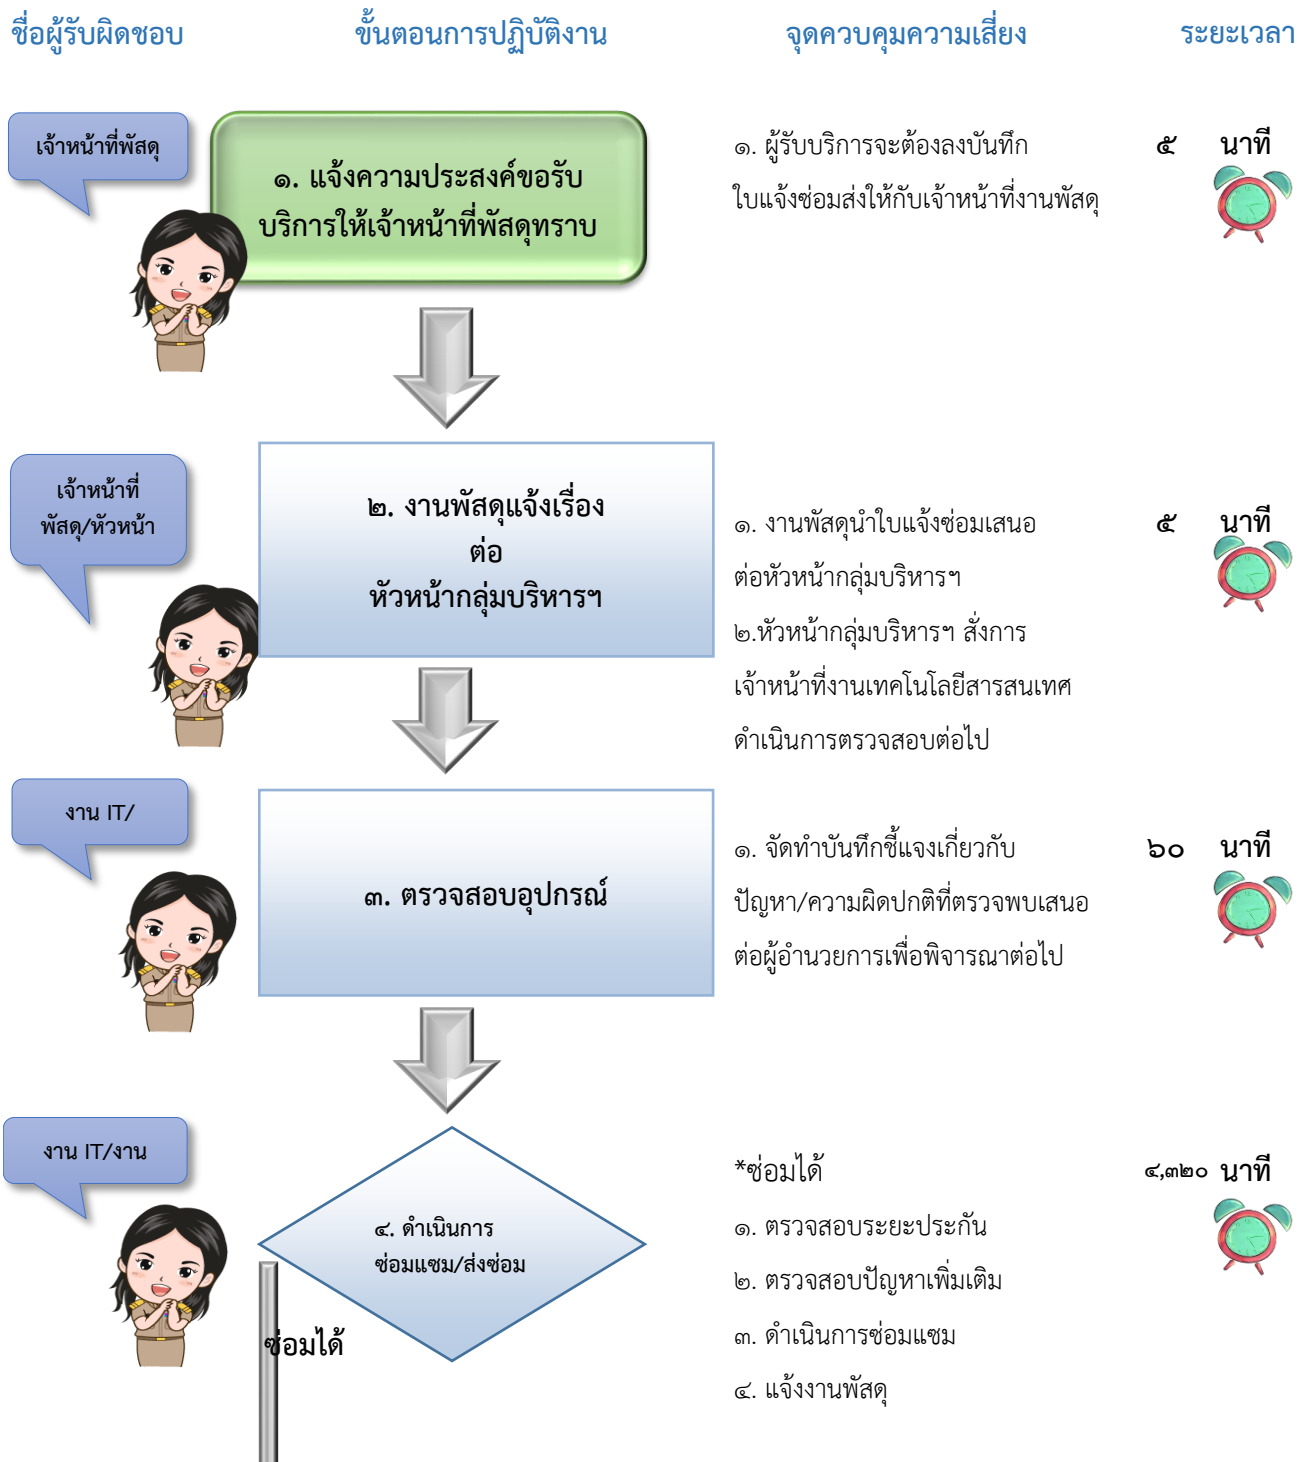 ชื่อผู้รับผิดชอบ ขั้นตอนการปฏิบัติงาน จุดควบคุมความเสี่ยง ระยะเวลา
เจ้าหน้าที่พัสดุ
๑. แจ้งความประสงค์ขอรับ
บริการให้เจ้าหน้าที่พัสดุทราบ
๑. ผู้รับบริการจะต้องลงบันทึก
ใบแจ้งซ่อมส่งให้กับเจ้าหน้าที่งานพัสดุ
๕ นาที
เจ้าหน้าที่
พัสดุ/หัวหน้า
๒. งานพัสดุแจ้งเรื่อง
ต่อ
หัวหน้ากลุ่มบริหารฯ
๑. งานพัสดุนำใบแจ้งซ่อมเสนอ
ต่อหัวหน้ากลุ่มบริหารฯ
๒.หัวหน้ากลุ่มบริหารฯ สั่งการ
เจ้าหน้าที่งานเทคโนโลยีสารสนเทศ
ดำเนินการตรวจสอบต่อไป
๕ นาที
งาน IT/
๓. ตรวจสอบอุปกรณ์
๑. จัดทำบันทึกชี้แจงเกี่ยวกับ
ปัญหา/ความผิดปกติที่ตรวจพบเสนอ
ต่อผู้อำนวยการเพื่อพิจารณาต่อไป
๖๐ นาที
งาน IT/งาน
๔. ดำเนินการ
ซ่อมแซม/ส่งซ่อม
ซ่อมได้
*ซ่อมได้
๑. ตรวจสอบระยะประกัน
๒. ตรวจสอบปัญหาเพิ่มเติม
๓. ดำเนินการซ่อมแซม
๔. แจ้งงานพัสดุ
๔,๓๒๐ นาที